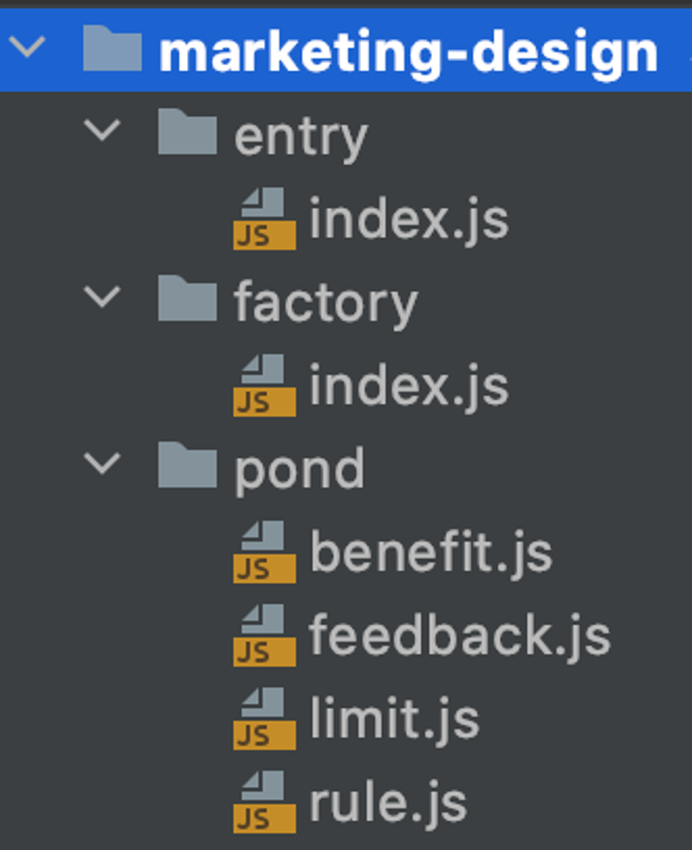 marketing-design
entry
JS index.js
factory
JS index.js
pond
JS benefit.js
JS feedback.js
JS limit.js
JS rule.js